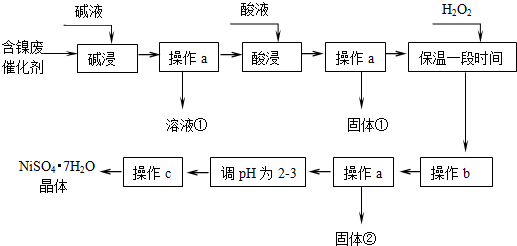 碱液
酸液
H₂O₂
含镍废
催化剂
碱浸
操作 a
酸浸
操作 a
保温一段时间
溶液①
固体①
NiSO₄•7H₂O
晶体
操作 c
调 pH 为 2-3
操作 a
操作 b
固体②